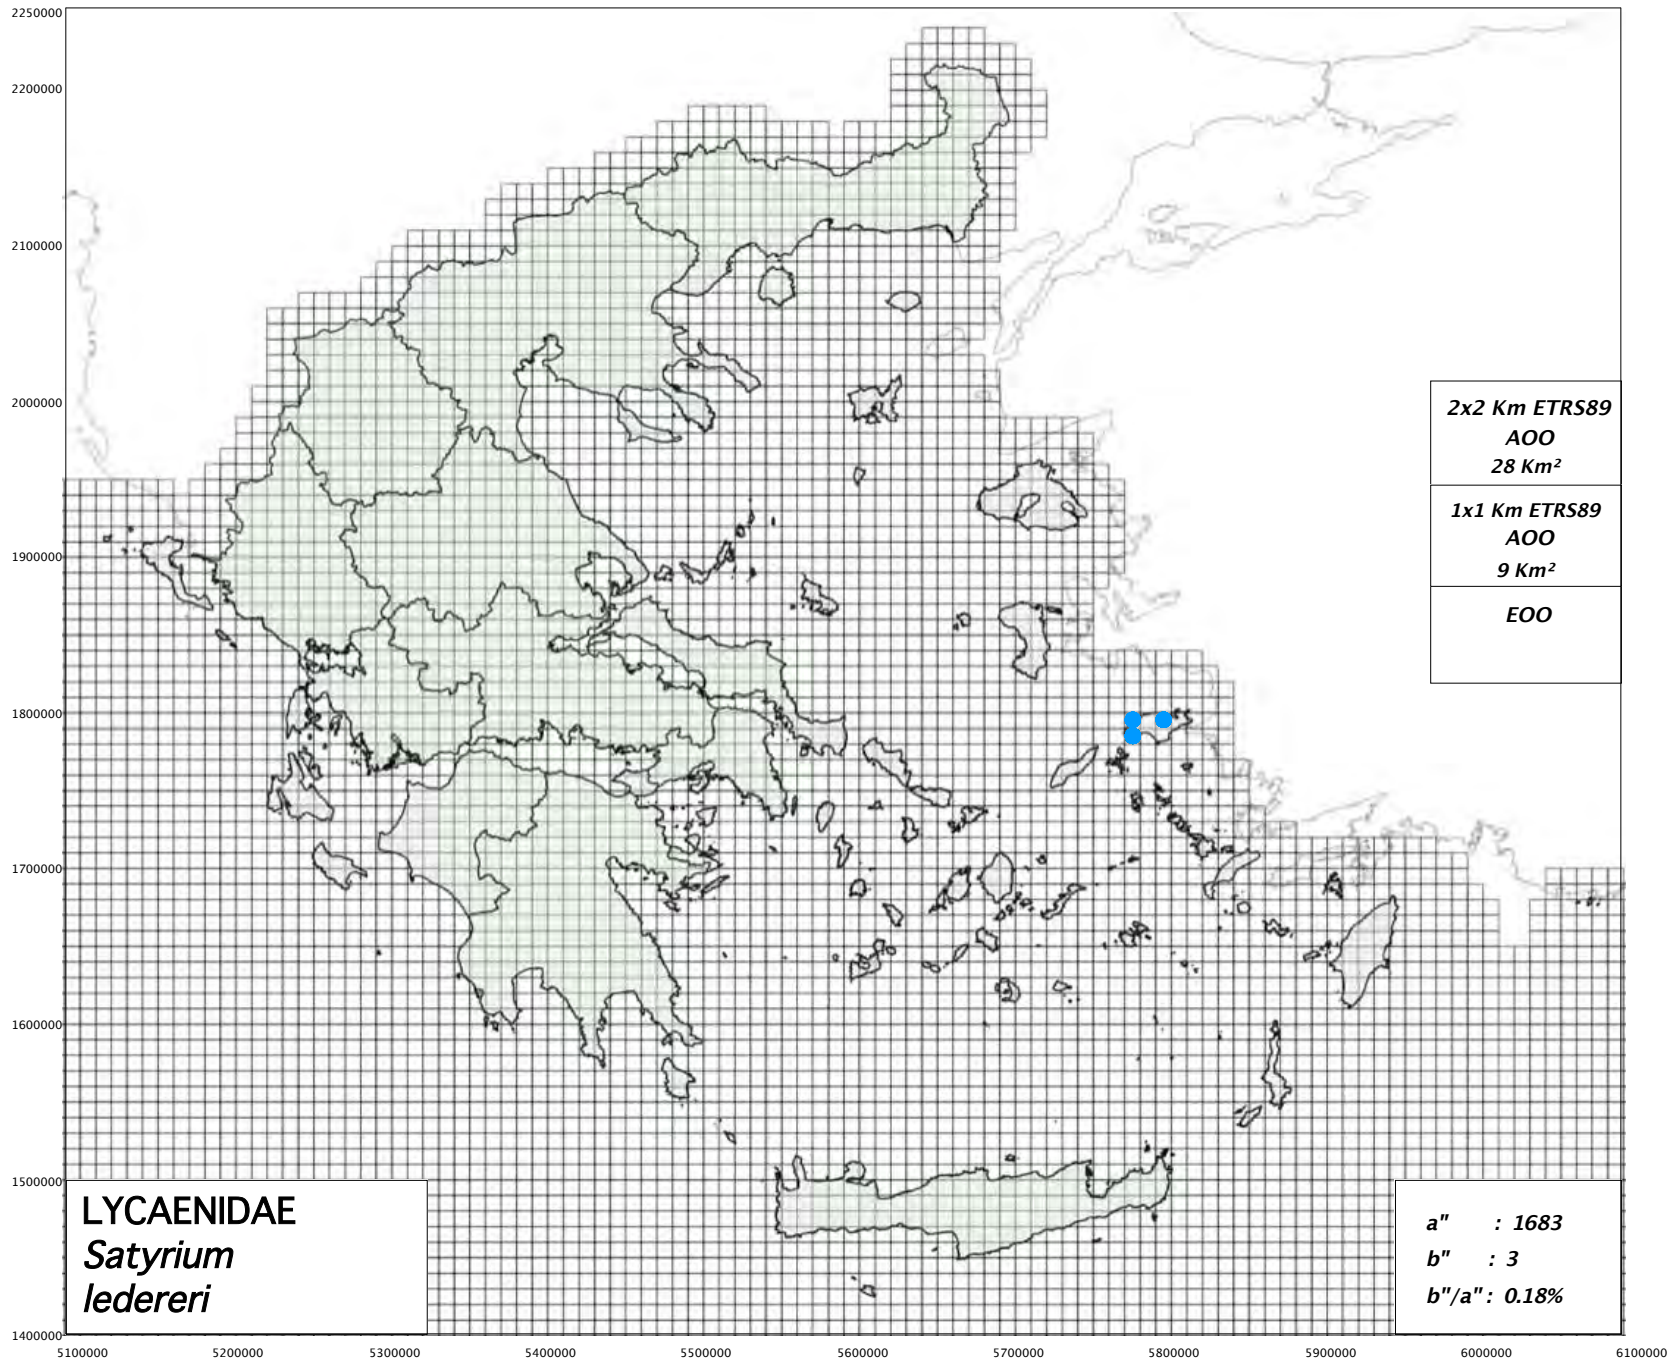 2250000
2200000
2100000
2000000
1900000
1800000
1700000
1600000
1500000
1400000
2x2 Km ETRS89
AOO
28 Km²
1x1 Km ETRS89
AOO
9 Km²
EOO
LYCAENIDAE
Satyrium
ledereri
a" : 1683
b" : 3
b"/a" : 0.18%
5100000 5200000 5300000 5400000 5500000 5600000 5700000 5800000 5900000 6000000 6100000